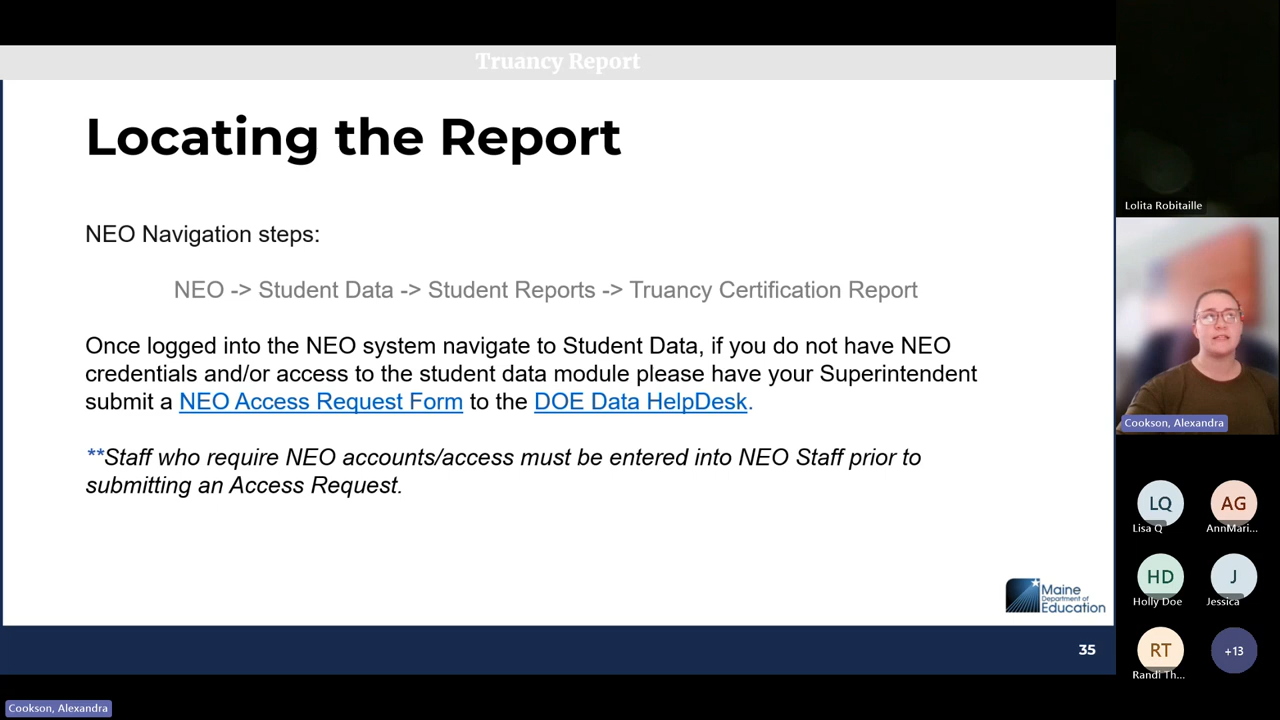 Truancy Report
Locating the Report
NEO Navigation steps:
NEO -> Student Data -> Student Reports -> Truancy Certification Report
Once logged into the NEO system navigate to Student Data, if you do not have NEO
credentials and/or access to the student data module please have your Superintendent
submit a NEO Access Request Form to the DOE Data HelpDesk.
**Staff who require NEO accounts/access must be entered into NEO Staff prior to
submitting an Access Request.
Maine
Department of
Education
35
Lolita Robitaille
Cookson, Alexandra
LQ
Lisa Q
AG
AnnMari...
HD
Holly Doe
J
Jessica
RT
Randi Th...
+13
Cookson, Alexandra